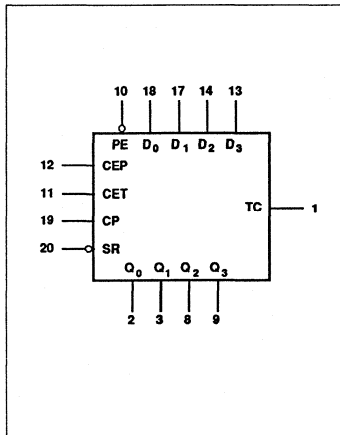 10 18 17 14 13
PE D0 D1 D2 D3
12 CEP
11 CET
TC 1
19 CP
20 SR
Q0 Q1 Q2 Q3
2 3 8 9